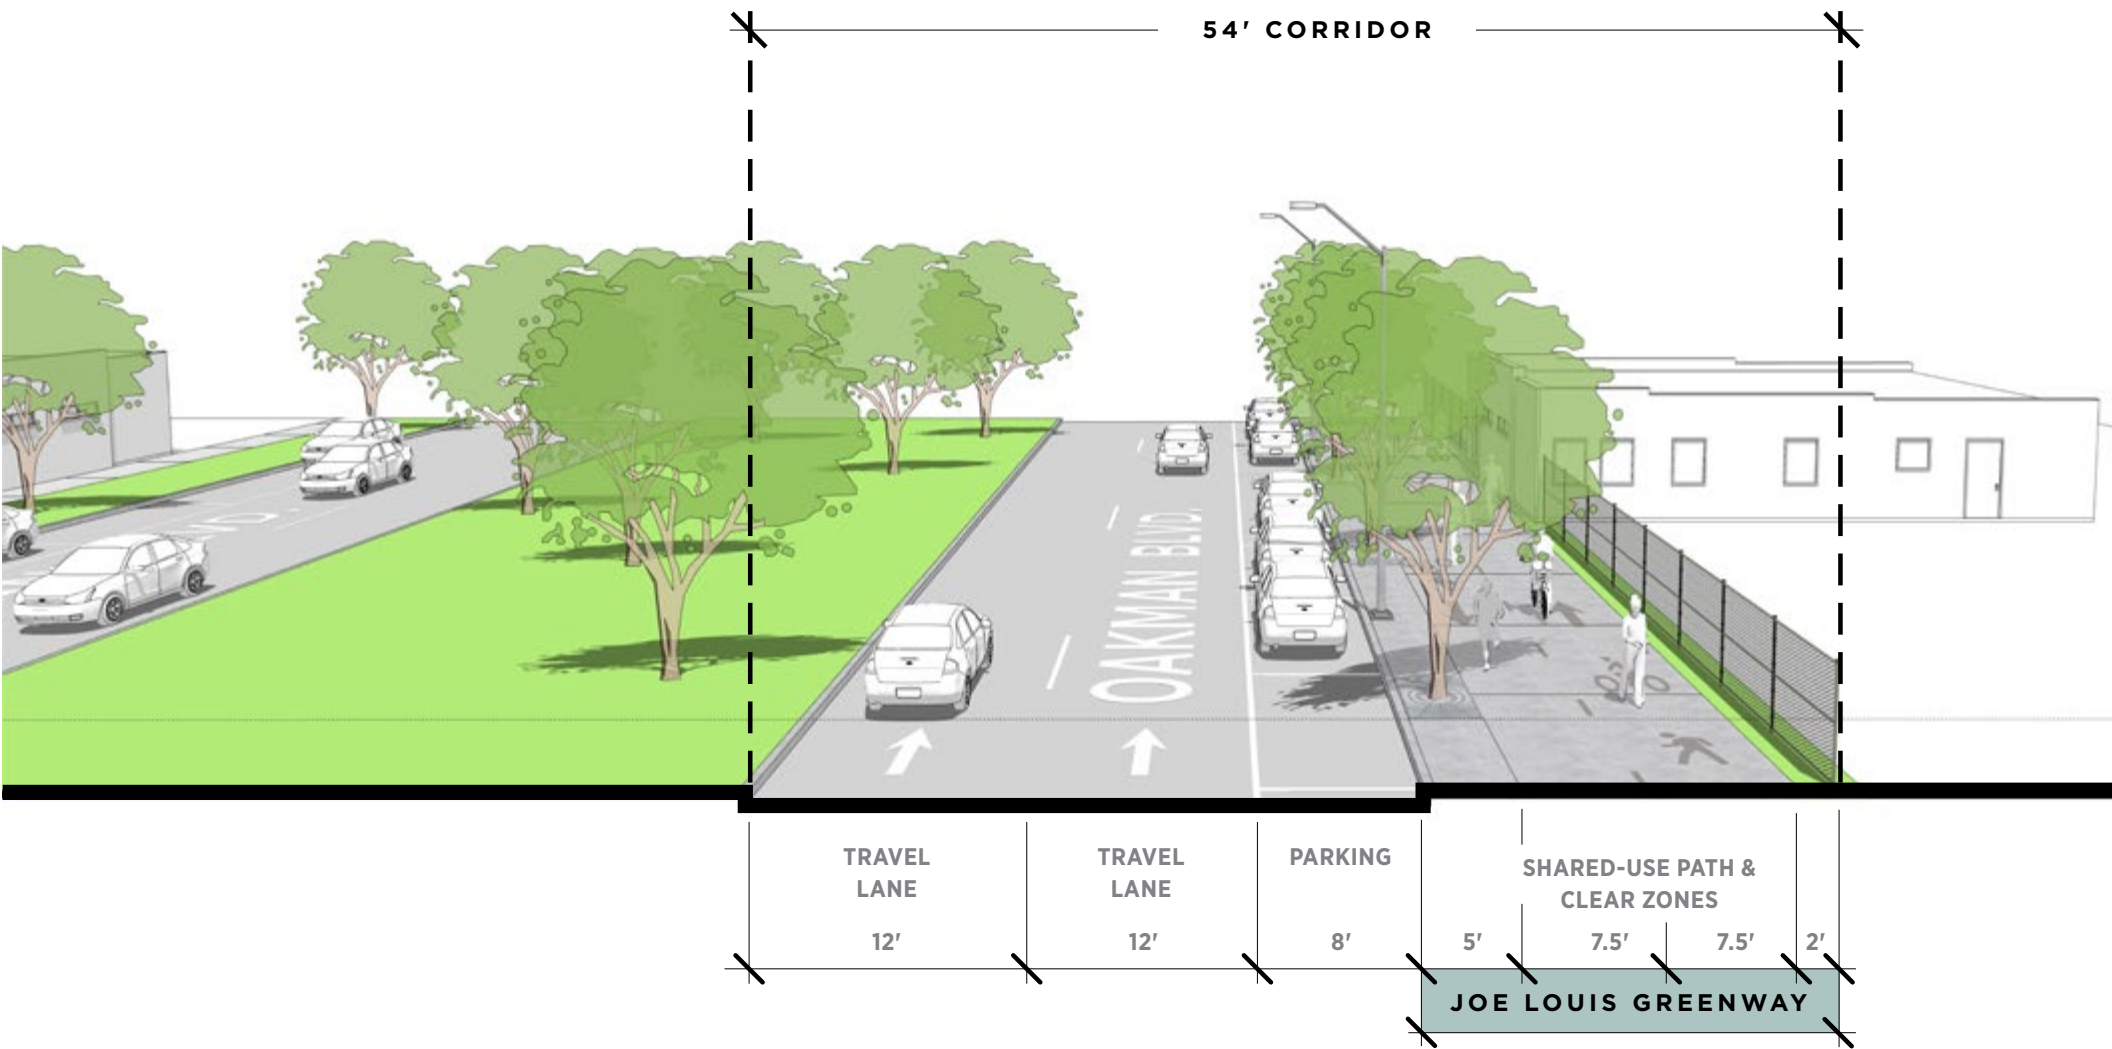 54' CORRIDOR
OAKMAN BLVD.
TRAVEL
LANE
12'
TRAVEL
LANE
12'
PARKING
8'
SHARED-USE PATH &
CLEAR ZONES
5'
7.5'
7.5'
2'
JOE LOUIS GREENWAY